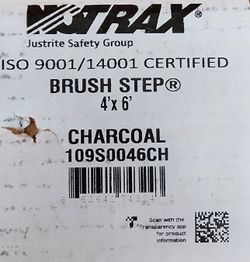 NOTRAX
Justrite Safety Group
ISO 9001/14001 CERTIFIED
BRUSH STEP®
4'x 6'
CHARCOAL
109S0046CH
Scan with the
Transparency app
for product
information